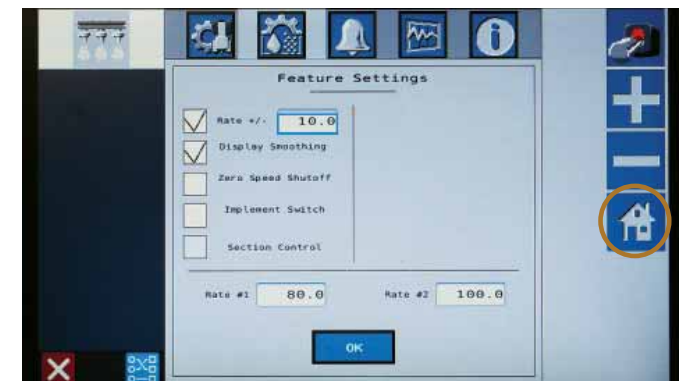 Feature Settings
Rate +/- 10.0
Display Smoothing
Zero Speed Shutoff
Implement Switch
Section Control
Rate #1 80.0 Rate #2 100.0
OK